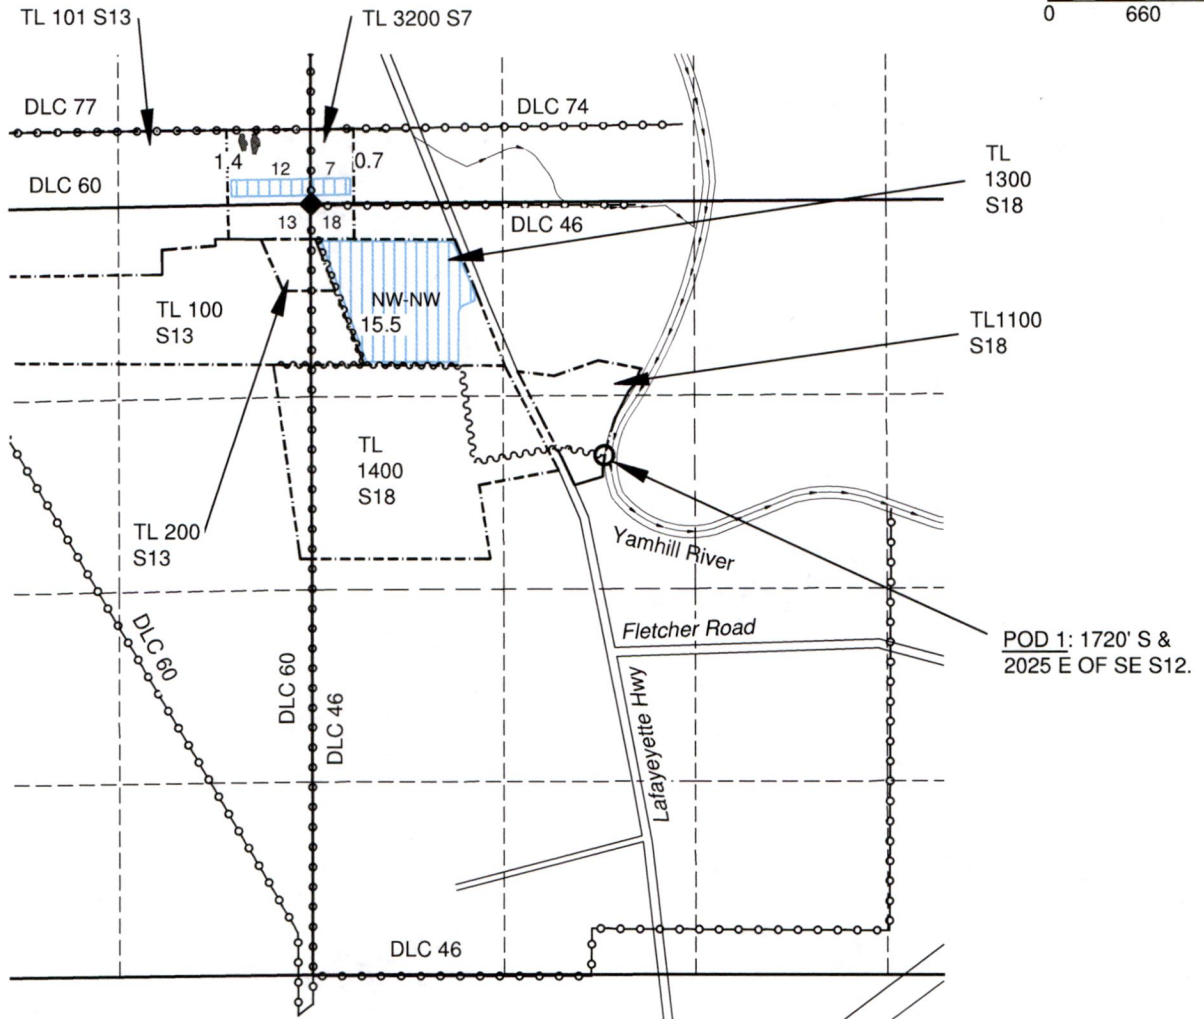 TL 101 S13
TL 3200 S7
0 660
DLC 77
DLC 74
1.4
12
7
0.7
TL
1300
S18
DLC 60
13
18
DLC 46
NW-NW
15.5
TL 100
S13
TL1100
S18
TL
1400
S18
TL 200
S13
Yamhill River
DLC 60
Fletcher Road
POD 1: 1720' S &
2025 E OF SE S12.
DLC 60
DLC 46
Lafayeyette Hwy
DLC 46